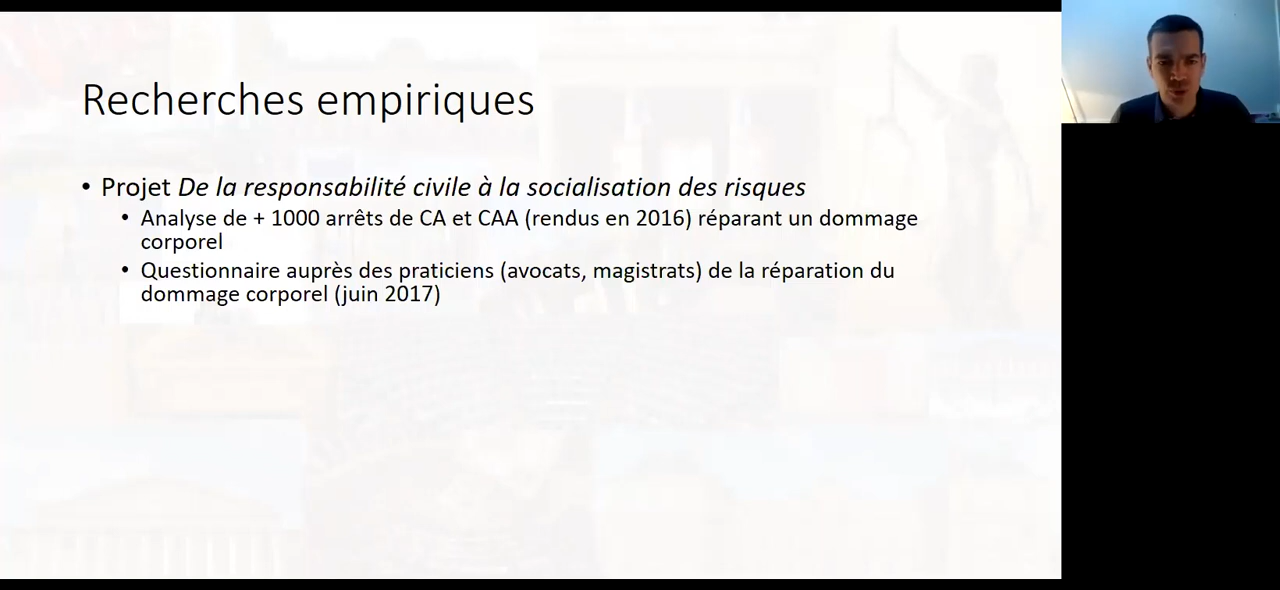 Recherches empiriques
• Projet De la responsabilité civile à la socialisation des risques
• Analyse de + 1000 arrêts de CA et CAA (rendus en 2016) réparant un dommage
corporel
• Questionnaire auprès des praticiens (avocats, magistrats) de la réparation du
dommage corporel (juin 2017)